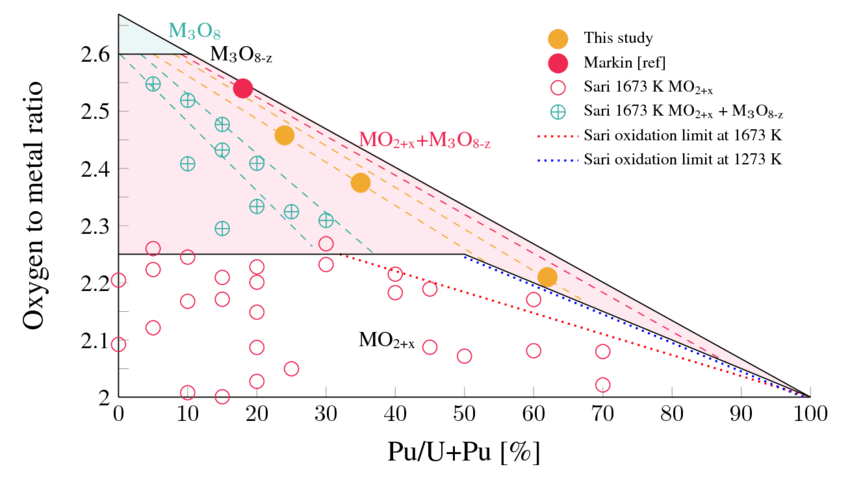 M₃O₈
M₃O₈₋z
This study
Markin [ref]
Sari 1673 K MO₂₊ₓ
Sari 1673 K MO₂₊ₓ + M₃O₈₋z
Sari oxidation limit at 1673 K
Sari oxidation limit at 1273 K
MO₂₊ₓ+M₃O₈₋z
MO₂₊ₓ
Oxygen to metal ratio
2.6
2.5
2.4
2.3
2.2
2.1
2
0 10 20 30 40 50 60 70 80 90 100
Pu/U+Pu [%]